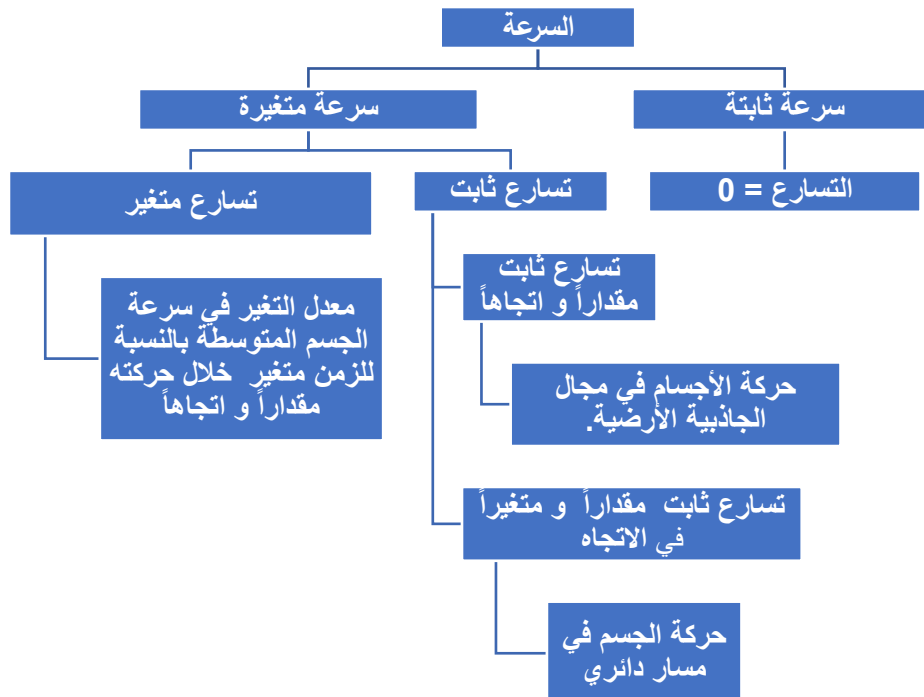 السرعة
سرعة ثابتة
التسارع = 0
سرعة متغيرة
تسارع ثابت
تسارع ثابت
مقداراً و اتجاهاً
حركة الأجسام في مجال
الجاذبية الأرضية.
تسارع ثابت مقداراً و متغيراً
في الاتجاه
حركة الجسم في
مسار دائري
تسارع متغير
معدل التغير في سرعة
الجسم المتوسطة بالنسبة
للزمن متغير خلال حركته
مقداراً و اتجاهاً